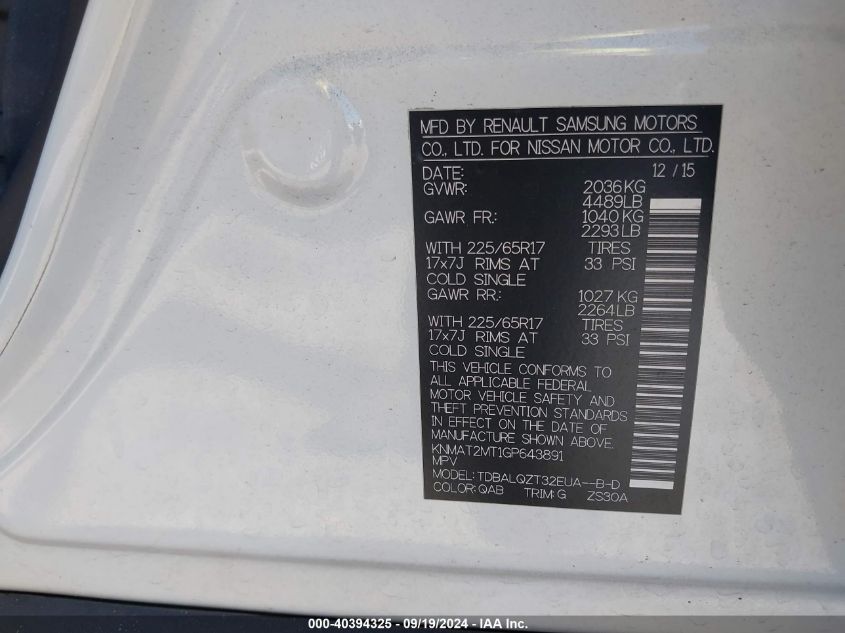 MFD BY RENAULT SAMSUNG MOTORS
CO., LTD. FOR NISSAN MOTOR CO., LTD.
DATE: 12 / 15
GVWR: 2036KG
4489LB
GAWR FR.: 1040KG
2293LB
WITH 225/65R17 TIRES
17x7J RIMS AT 33 PSI
COLD SINGLE
GAWR RR.: 1027KG
2264LB
WITH 225/65R17 TIRES
17x7J RIMS AT 33 PSI
COLD SINGLE
THIS VEHICLE CONFORMS TO
ALL APPLICABLE FEDERAL
MOTOR VEHICLE SAFETY AND
THEFT PREVENTION STANDARDS
IN EFFECT ON THE DATE OF
MANUFACTURE SHOWN ABOVE.
KNMAT2MT1GP643891
MPV
MODEL: TDBALQZT32EUA--B-D
COLOR: QAB TRIM: G ZS30A
000-40394325 - 09/19/2024 - IAA Inc.